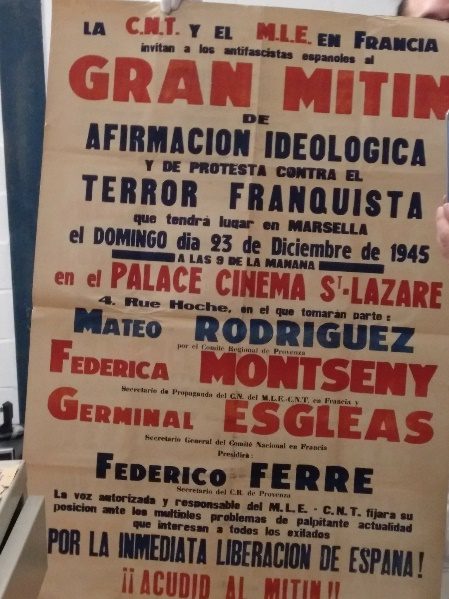 LA C.N.T. Y EL M.L.E. EN FRANCIA
invitan a los antifascistas españoles al
GRAN MITIN
DE
AFIRMACION IDEOLOGICA
Y DE PROTESTA CONTRA EL
TERROR FRANQUISTA
que tendrá lugar en MARSELLA
el DOMINGO dia 23 de Diciembre de 1945
A LAS 9 DE LA MAÑANA
en el PALACE CINEMA ST-LAZARE
4, Rue Hoche, en el que tomarán parte :
MATEO RODRIGUEZ
por el Comité Regional de Provenza
FEDERICA MONTSENY
Secretario de Propaganda del C.N. del M.L.E.-C.N.T. en Francia y
GERMINAL ESGLEAS
Secretario General del Comité Nacional en Francia
Presidira :
FEDERICO FERRE
Secretario del C.R. de Provenza
La voz autorizada y responsable del M.L.E. - C.N.T. fijara su
posicion ante los multiples problemas de palpitante actualidad
que interesan a todos los exilados
POR LA INMEDIATA LIBERACION DE ESPAÑA!
¡¡ACUDID AL MITIN!!